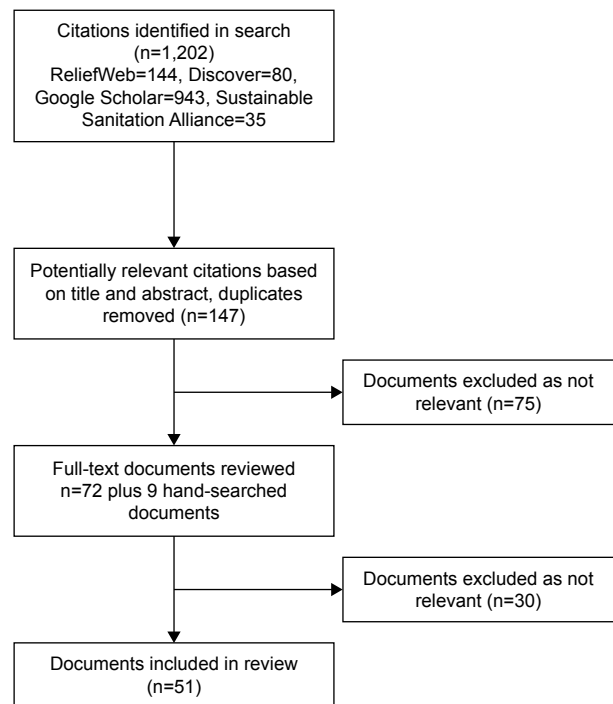 Citations identified in search
(n=1,202)
ReliefWeb=144, Discover=80,
Google Scholar=943, Sustainable
Sanitation Alliance=35
Potentially relevant citations based
on title and abstract, duplicates
removed (n=147)
Documents excluded as not
relevant (n=75)
Full-text documents reviewed
n=72 plus 9 hand-searched
documents
Documents excluded as not
relevant (n=30)
Documents included in review
(n=51)